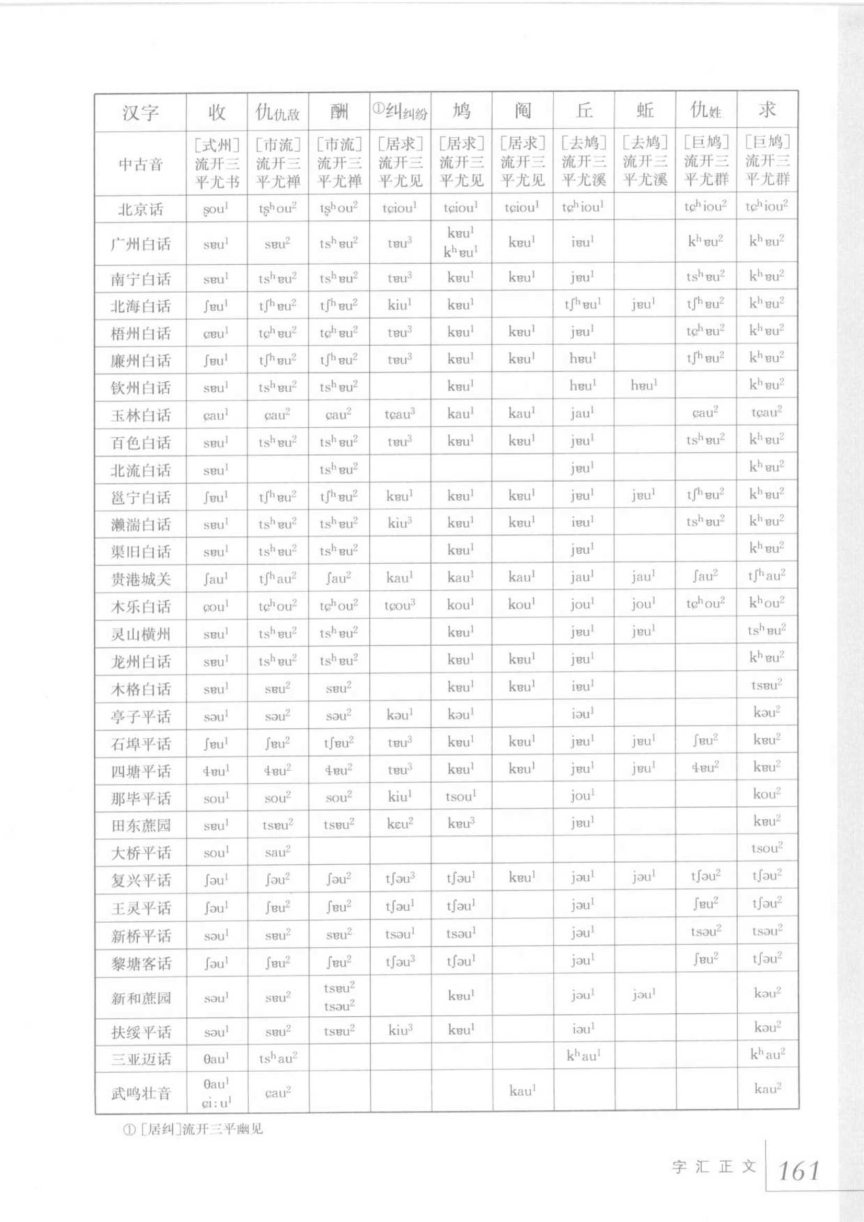 汉字 收 仇仇敌 酬 ①纠纠纷 鸠 阄 丘 蚯 仇姓 求
中古音 [式州]流开三平尤书 [市流]流开三平尤禅 [市流]流开三平尤禅 [居求]流开三平尤见 [居求]流开三平尤见 [居求]流开三平尤见 [去鸠]流开三平尤溪 [去鸠]流开三平尤溪 [巨鸠]流开三平尤群 [巨鸠]流开三平尤群
北京话 ʂou¹ tʂʰou² tʂʰou² tɕiou¹ tɕiou¹ tɕiou¹ tɕʰiou¹ tɕʰiou² tɕʰiou²
广州白话 sɐu¹ sɐu² tsʰɐu² tɐu³ kɐu¹ kʰɐu¹ kɐu¹ iɐu¹ kʰɐu² kʰɐu²
南宁白话 sɐu¹ tsʰɐu² tsʰɐu² tɐu³ kɐu¹ kɐu¹ jɐu¹ tsʰɐu² kʰɐu²
北海白话 ʃɐu¹ tʃʰɐu² tʃʰɐu² kiu¹ kɐu¹ tʃʰɐu¹ jɐu¹ tʃʰɐu² kʰɐu²
梧州白话 ɕɐu¹ tɕʰɐu² tɕʰɐu² tɐu³ kɐu¹ kɐu¹ jɐu¹ tɕʰɐu² kʰɐu²
廉州白话 ʃɐu¹ tʃʰɐu² tʃʰɐu² tɐu³ kɐu¹ kɐu¹ hɐu¹ tʃʰɐu² kʰɐu²
钦州白话 sɐu¹ tsʰɐu² tsʰɐu² kɐu¹ hɐu¹ hɐu¹ kʰɐu²
玉林白话 ɕau¹ ɕau² ɕau² tɕau³ kau¹ kau¹ jau¹ ɕau² tɕau²
百色白话 sɐu¹ tsʰɐu² tsʰɐu² tɐu³ kɐu¹ kɐu¹ jɐu¹ tsʰɐu² kʰɐu²
北流白话 sɐu¹ tsʰɐu² jɐu¹ kʰɐu²
邕宁白话 ʃɐu¹ tʃʰɐu² tʃʰɐu² kɐu¹ kɐu¹ kɐu¹ jɐu¹ jɐu¹ tʃʰɐu² kʰɐu²
濑湍白话 sɐu¹ tsʰɐu² tsʰɐu² kiu³ kɐu¹ kɐu¹ iɐu¹ tsʰɐu² kʰɐu²
渠旧白话 sɐu¹ tsʰɐu² tsʰɐu² kɐu¹ jɐu¹ kʰɐu²
贵港城关 ʃau¹ tʃʰau² ʃau² kau¹ kau¹ kau¹ jau¹ jau¹ ʃau² tʃʰau²
木乐白话 ɕou¹ tɕʰou² tɕʰou² tɕou³ kou¹ kou¹ jou¹ jou¹ tɕʰou² kʰou²
灵山横州 sɐu¹ tsʰɐu² tsʰɐu² kɐu¹ jɐu¹ jɐu¹ tsʰɐu²
龙州白话 sɐu¹ tsʰɐu² tsʰɐu² kɐu¹ kɐu¹ jɐu¹ kʰɐu²
木格白话 sɐu¹ sɐu² sɐu² kɐu¹ kɐu¹ iɐu¹ tsɐu²
亭子平话 səu¹ səu² səu² kəu¹ kəu¹ iəu¹ kəu²
石埠平话 ʃɐu¹ ʃɐu² tʃɐu² tɐu³ kɐu¹ kɐu¹ jɐu¹ jɐu¹ ʃɐu² kɐu²
四塘平话 ɬɐu¹ ɬɐu² ɬɐu² tɐu³ kɐu¹ kɐu¹ jɐu¹ jɐu¹ ɬɐu² kɐu²
那毕平话 sou¹ sou² sou² kiu¹ tsou¹ jou¹ kou²
田东蔗园 sɐu¹ tsɐu² tsɐu² kɛu² kɐu³ jɐu¹ kɐu²
大桥平话 sou¹ sau² tsou²
复兴平话 ʃəu¹ ʃəu² ʃəu² tʃəu³ tʃəu¹ kɐu¹ jəu¹ jəu¹ tʃəu² tʃəu²
王灵平话 ʃəu¹ ʃɐu² ʃɐu² tʃəu¹ tʃəu¹ jəu¹ ʃɐu² tʃəu²
新桥平话 səu¹ sɐu² sɐu² tsəu¹ tsəu¹ jəu¹ tsəu² tsəu²
黎塘客话 ʃəu¹ ʃɐu² ʃɐu² tʃəu³ tʃəu¹ jəu¹ ʃɐu² tʃəu²
新和蔗园 səu¹ sɐu² tsɐu² tsəu² kɐu¹ jəu¹ jəu¹ kəu²
扶绥平话 səu¹ sɐu² tsɐu² kiu³ kɐu¹ iəu¹ kəu²
三亚迈话 θau¹ tsʰau² kʰau¹ kʰau²
武鸣壮音 θau¹ ɕi:u¹ ɕau² kau¹ kau²
① [居纠]流开三平幽见
字汇正文 161